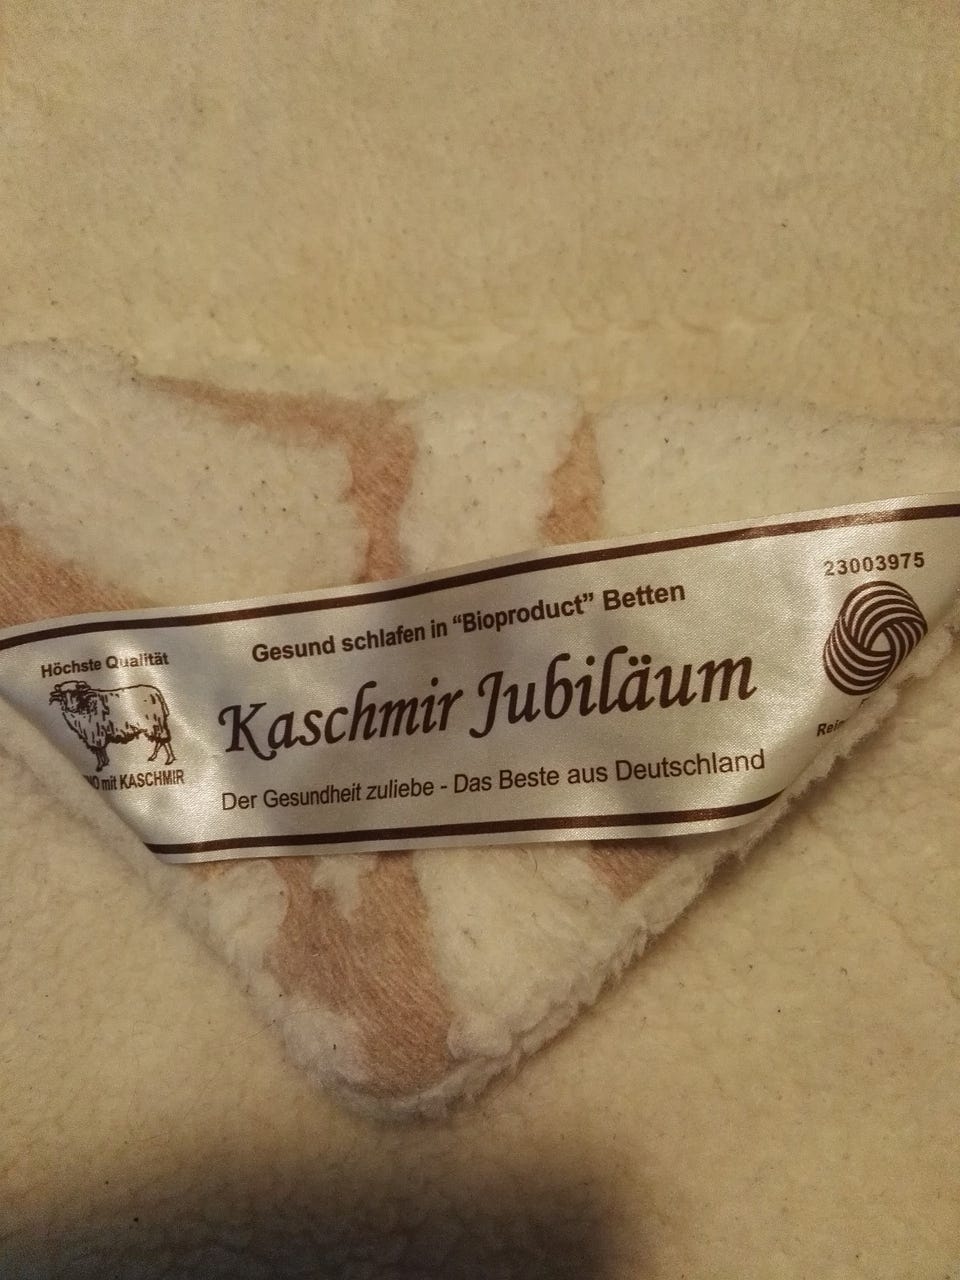 23003975
Höchste Qualität
Gesund schlafen in “Bioproduct” Betten
Kaschmir Jubiläum
mit KASCHMIR
Der Gesundheit zuliebe - Das Beste aus Deutschland